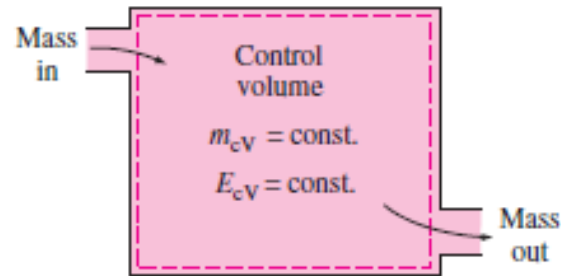 Mass
in
Control
volume
m_CV = const.
E_CV = const.
Mass
out